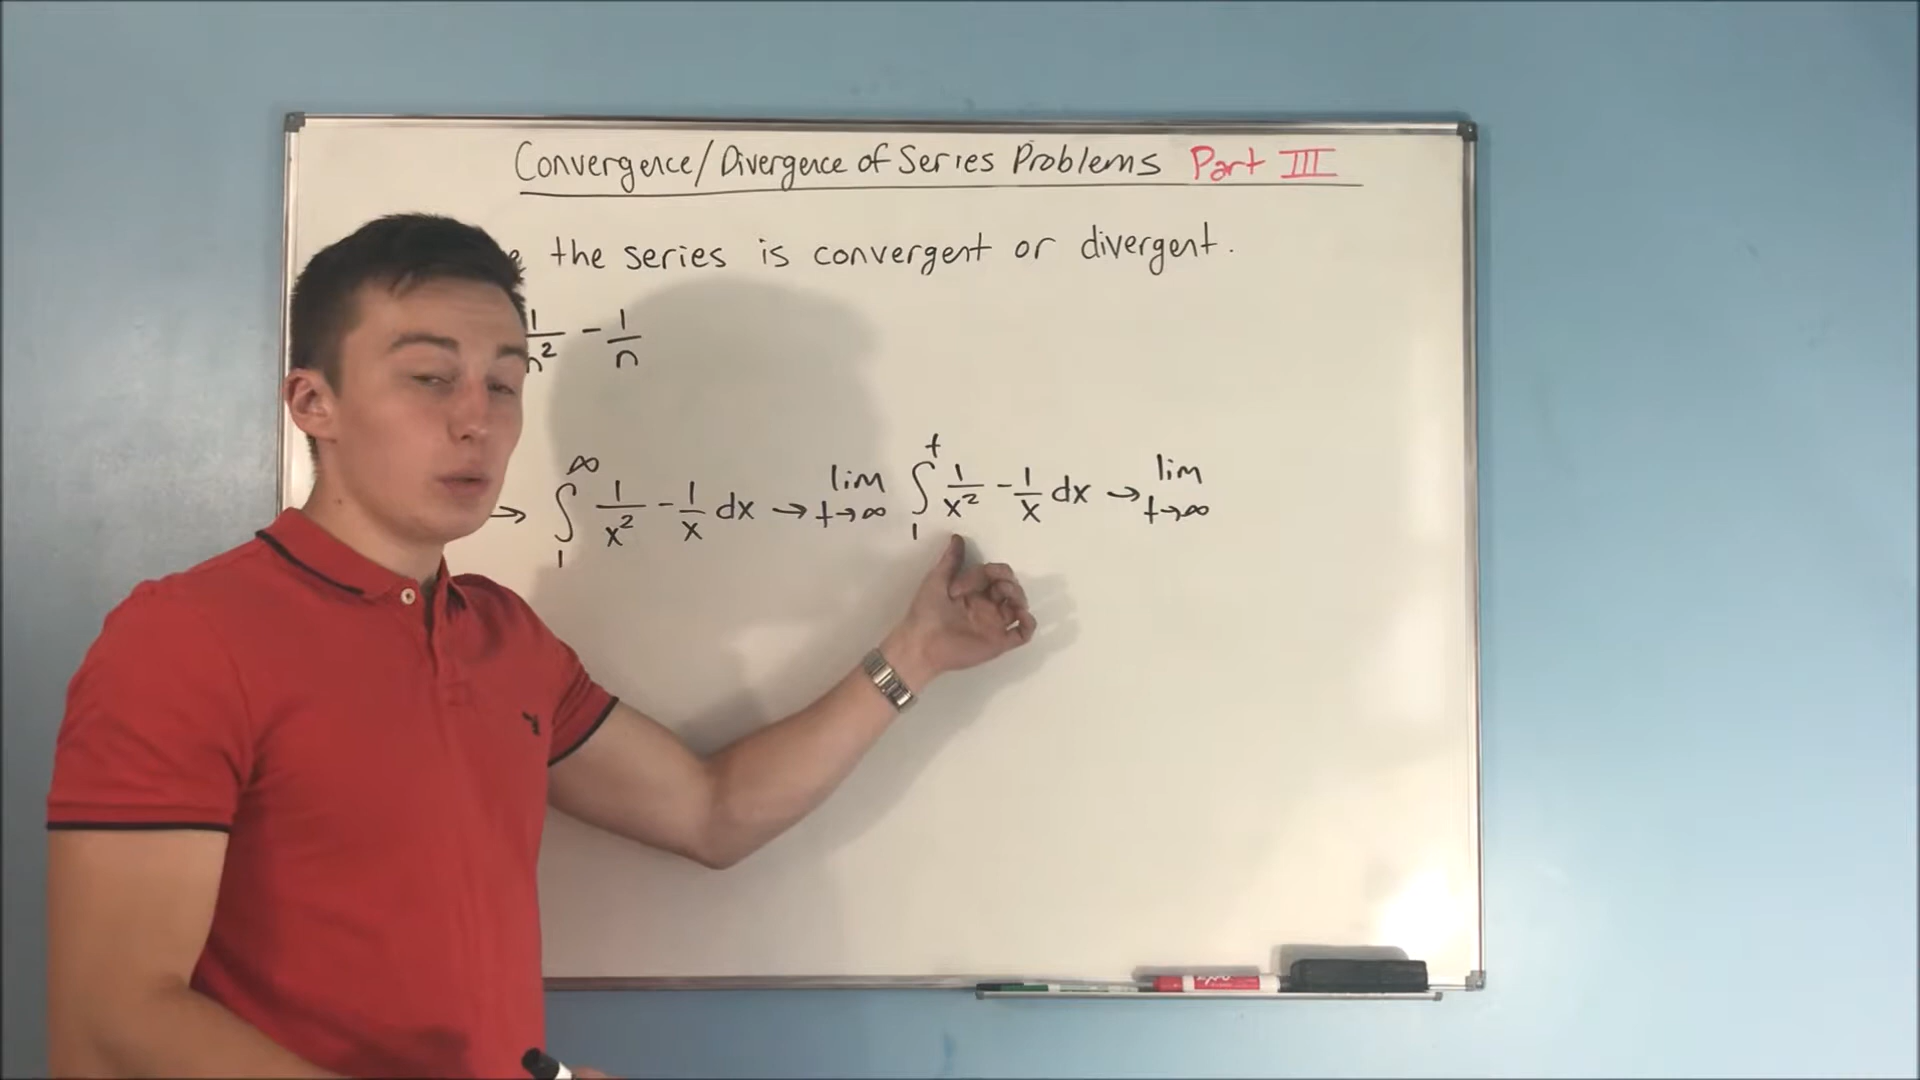 Convergence/Divergence of Series Problems Part III
the series is convergent or divergent.
1/n² - 1/n
→ ∫₁^∞ 1/x² - 1/x dx → lim t→∞ ∫₁^t 1/x² - 1/x dx → lim t→∞